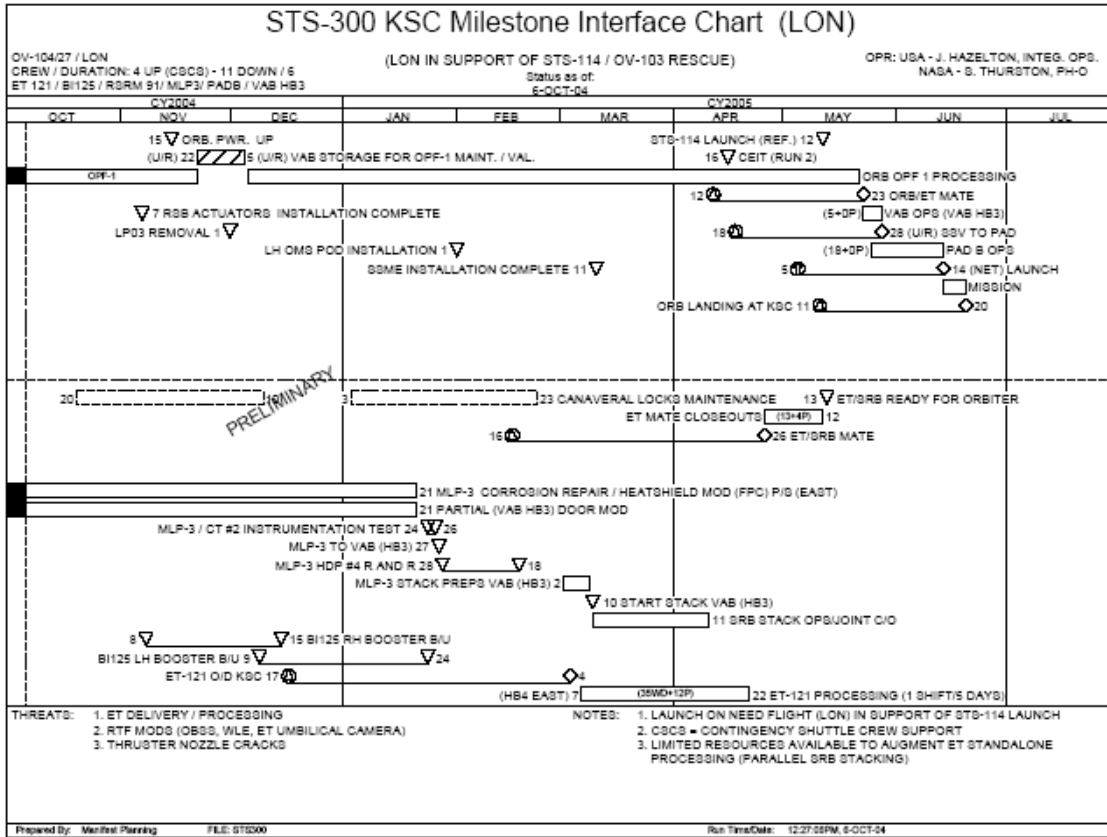 STS-300 KSC Milestone Interface Chart (LON)
OV-104/27 / LON
CREW / DURATION: 4 UP (CSCS) - 11 DOWN / 6
ET 121 / BI125 / RSRM 91/ MLP3/ PADB / VAB HB3
(LON IN SUPPORT OF STS-114 / OV-103 RESCUE)
Status as of:
6-OCT-04
OPR: USA - J. HAZELTON, INTEG. OPS.
NASA - S. THURSTON, PH-O
CY2004 CY2005
OCT NOV DEC JAN FEB MAR APR MAY JUN JUL
15 ORB. PWR. UP STS-114 LAUNCH (REF.) 12
(U/R) 22 5 (U/R) VAB STORAGE FOR OPF-1 MAINT. / VAL. 16 CEIT (RUN 2)
OPF-1 ORB OPF 1 PROCESSING
12 23 ORB/ET MATE
7 RSB ACTUATORS INSTALLATION COMPLETE (5+0P) VAB OPS (VAB HB3)
LP03 REMOVAL 1 18 28 (U/R) SSV TO PAD
LH OMS POD INSTALLATION 1 (18+0P) PAD B OPS
SSME INSTALLATION COMPLETE 11 5 14 (NET) LAUNCH
MISSION
ORB LANDING AT KSC 11 20
PRELIMINARY
20 3 23 CANAVERAL LOCKS MAINTENANCE 13 ET/SRB READY FOR ORBITER
ET MATE CLOSEOUTS (13+4P) 12
16 26 ET/SRB MATE
21 MLP-3 CORROSION REPAIR / HEATSHIELD MOD (FPC) P/S (EAST)
21 PARTIAL (VAB HB3) DOOR MOD
MLP-3 / CT #2 INSTRUMENTATION TEST 24 26
MLP-3 TO VAB (HB3) 27
MLP-3 HDP #4 R AND R 28 18
MLP-3 STACK PREPS VAB (HB3) 2
10 START STACK VAB (HB3)
11 SRB STACK OPS/JOINT C/O
8 15 BI125 RH BOOSTER B/U
BI125 LH BOOSTER B/U 9 24
ET-121 O/D KSC 17 4
(HB4 EAST) 7 (35WD+12P) 22 ET-121 PROCESSING (1 SHIFT/5 DAYS)
THREATS: 1. ET DELIVERY / PROCESSING
2. RTF MODS (OBSS, WLE, ET UMBILICAL CAMERA)
3. THRUSTER NOZZLE CRACKS
NOTES: 1. LAUNCH ON NEED FLIGHT (LON) IN SUPPORT OF STS-114 LAUNCH
2. CSCS = CONTINGENCY SHUTTLE CREW SUPPORT
3. LIMITED RESOURCES AVAILABLE TO AUGMENT ET STANDALONE
PROCESSING (PARALLEL SRB STACKING)
Prepared By: Manifest Planning FILE: STS300 Run Time/Date: 12:27:08PM, 6-OCT-04